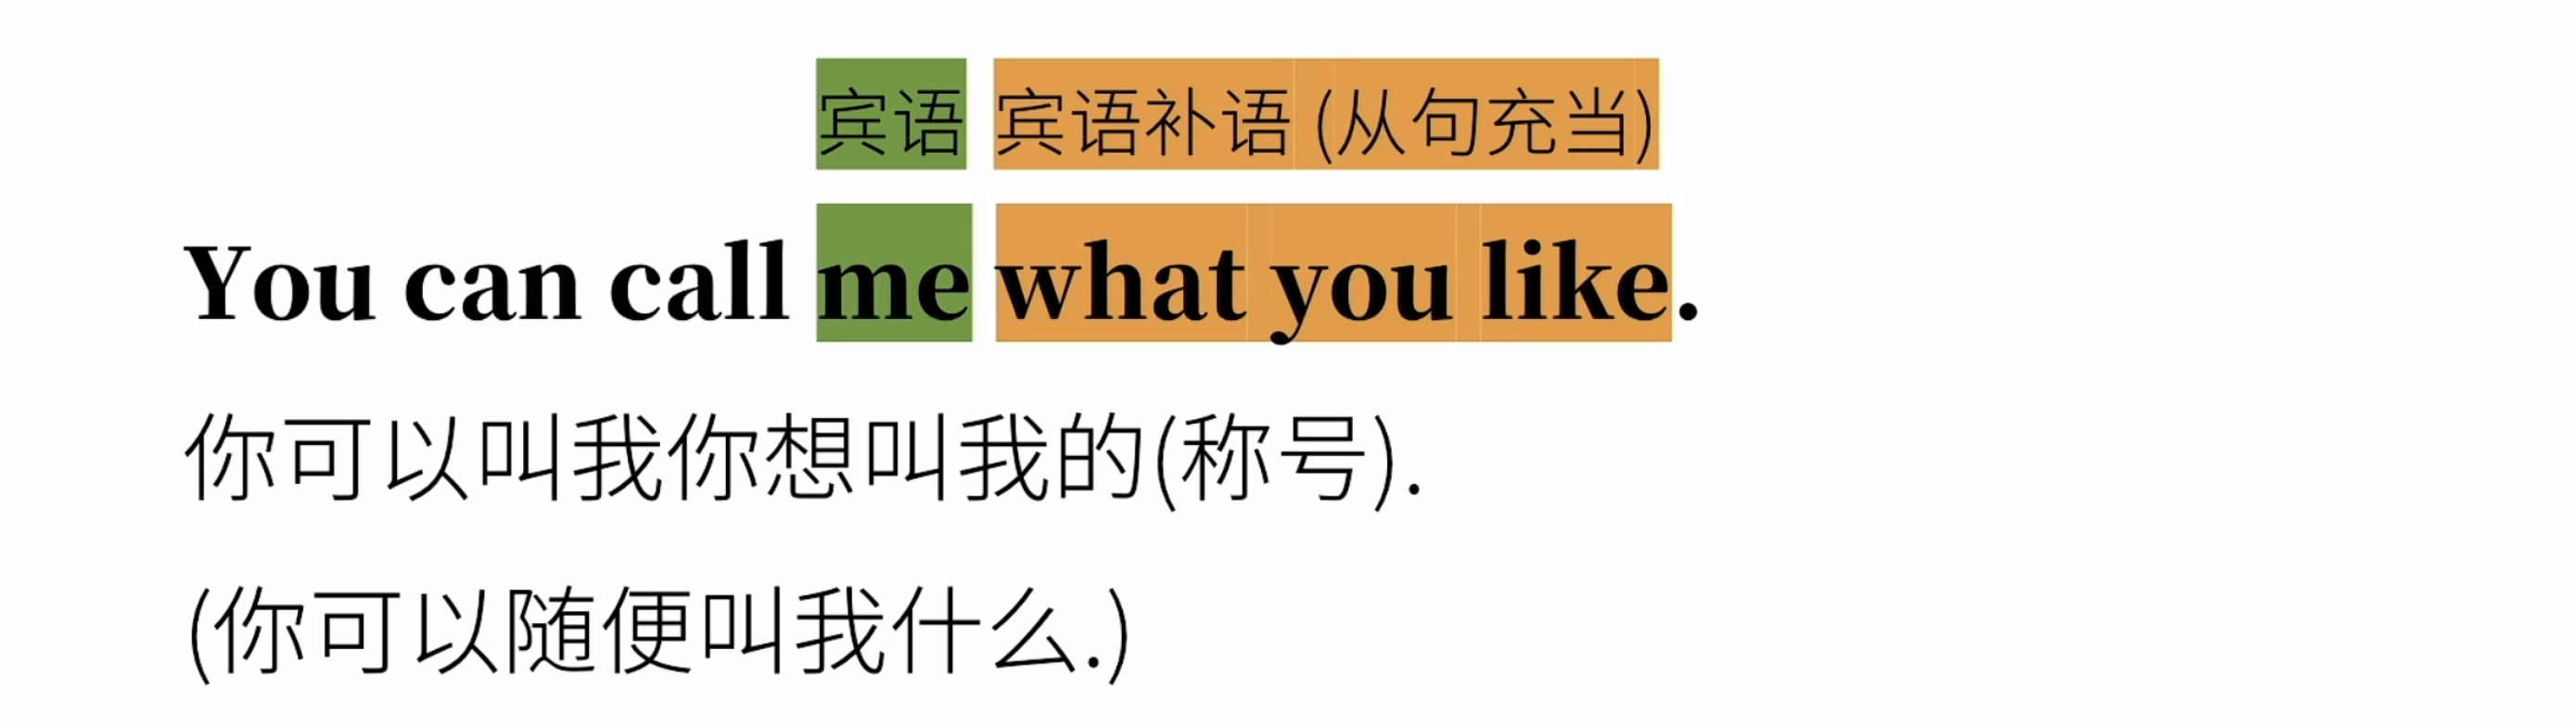 宾语 宾语补语 (从句充当)
You can call me what you like.
你可以叫我你想叫我的(称号).
(你可以随便叫我什么.)